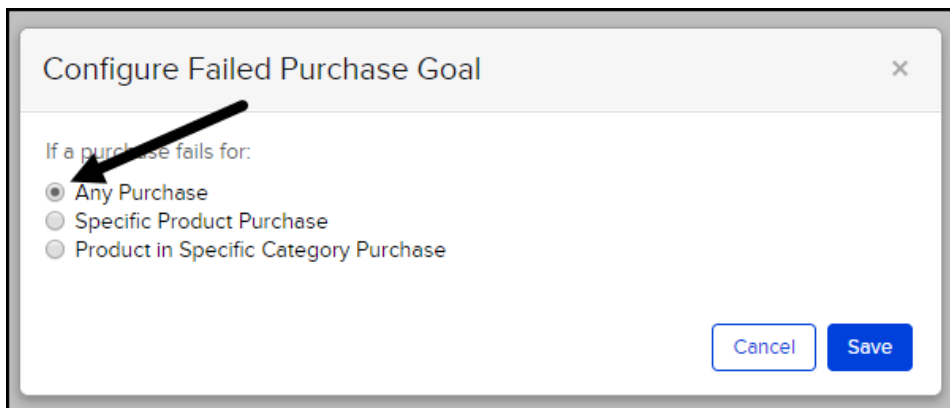 Configure Failed Purchase Goal
×
If a purchase fails for:
Any Purchase
Specific Product Purchase
Product in Specific Category Purchase
Cancel Save